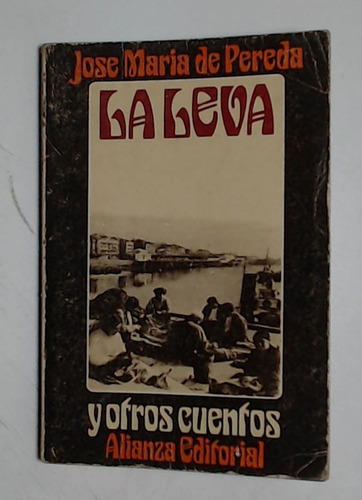 Jose Maria de Pereda
LA LEVA
y otros cuentos
Alianza Editorial